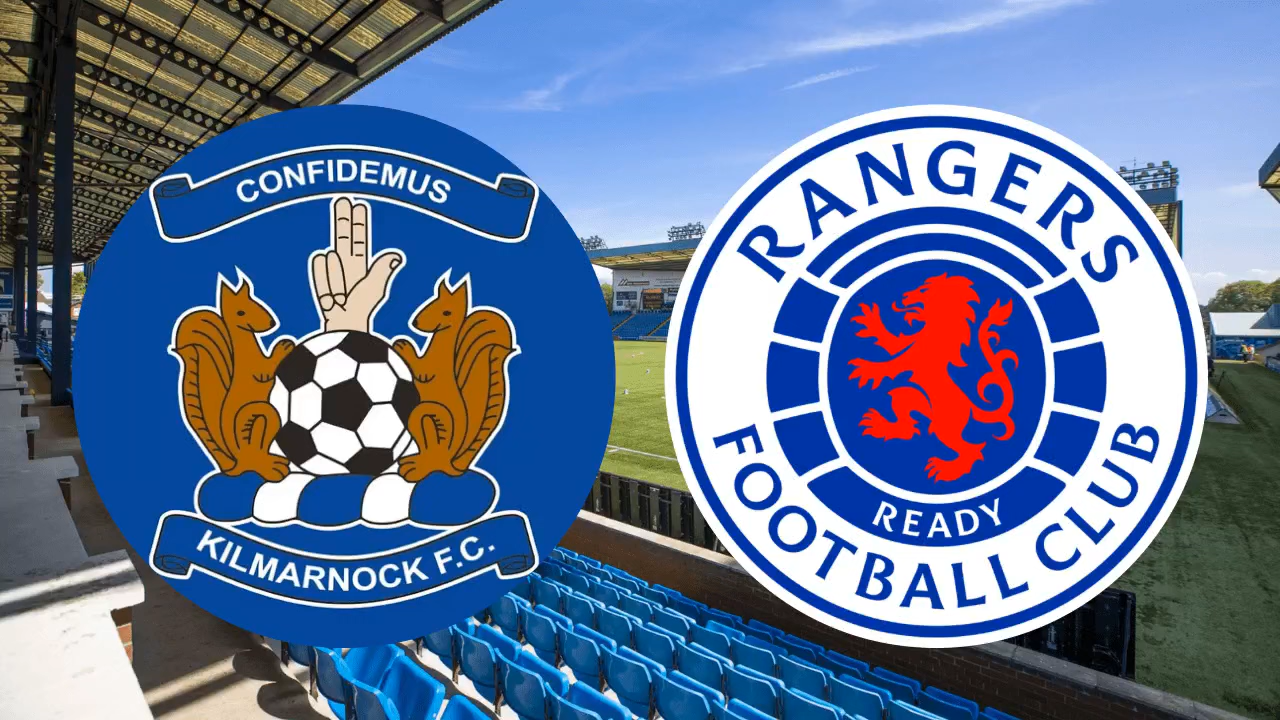 CONFIDEMUS
KILMARNOCK F.C.
RANGERS
READY
FOOTBALL CLUB